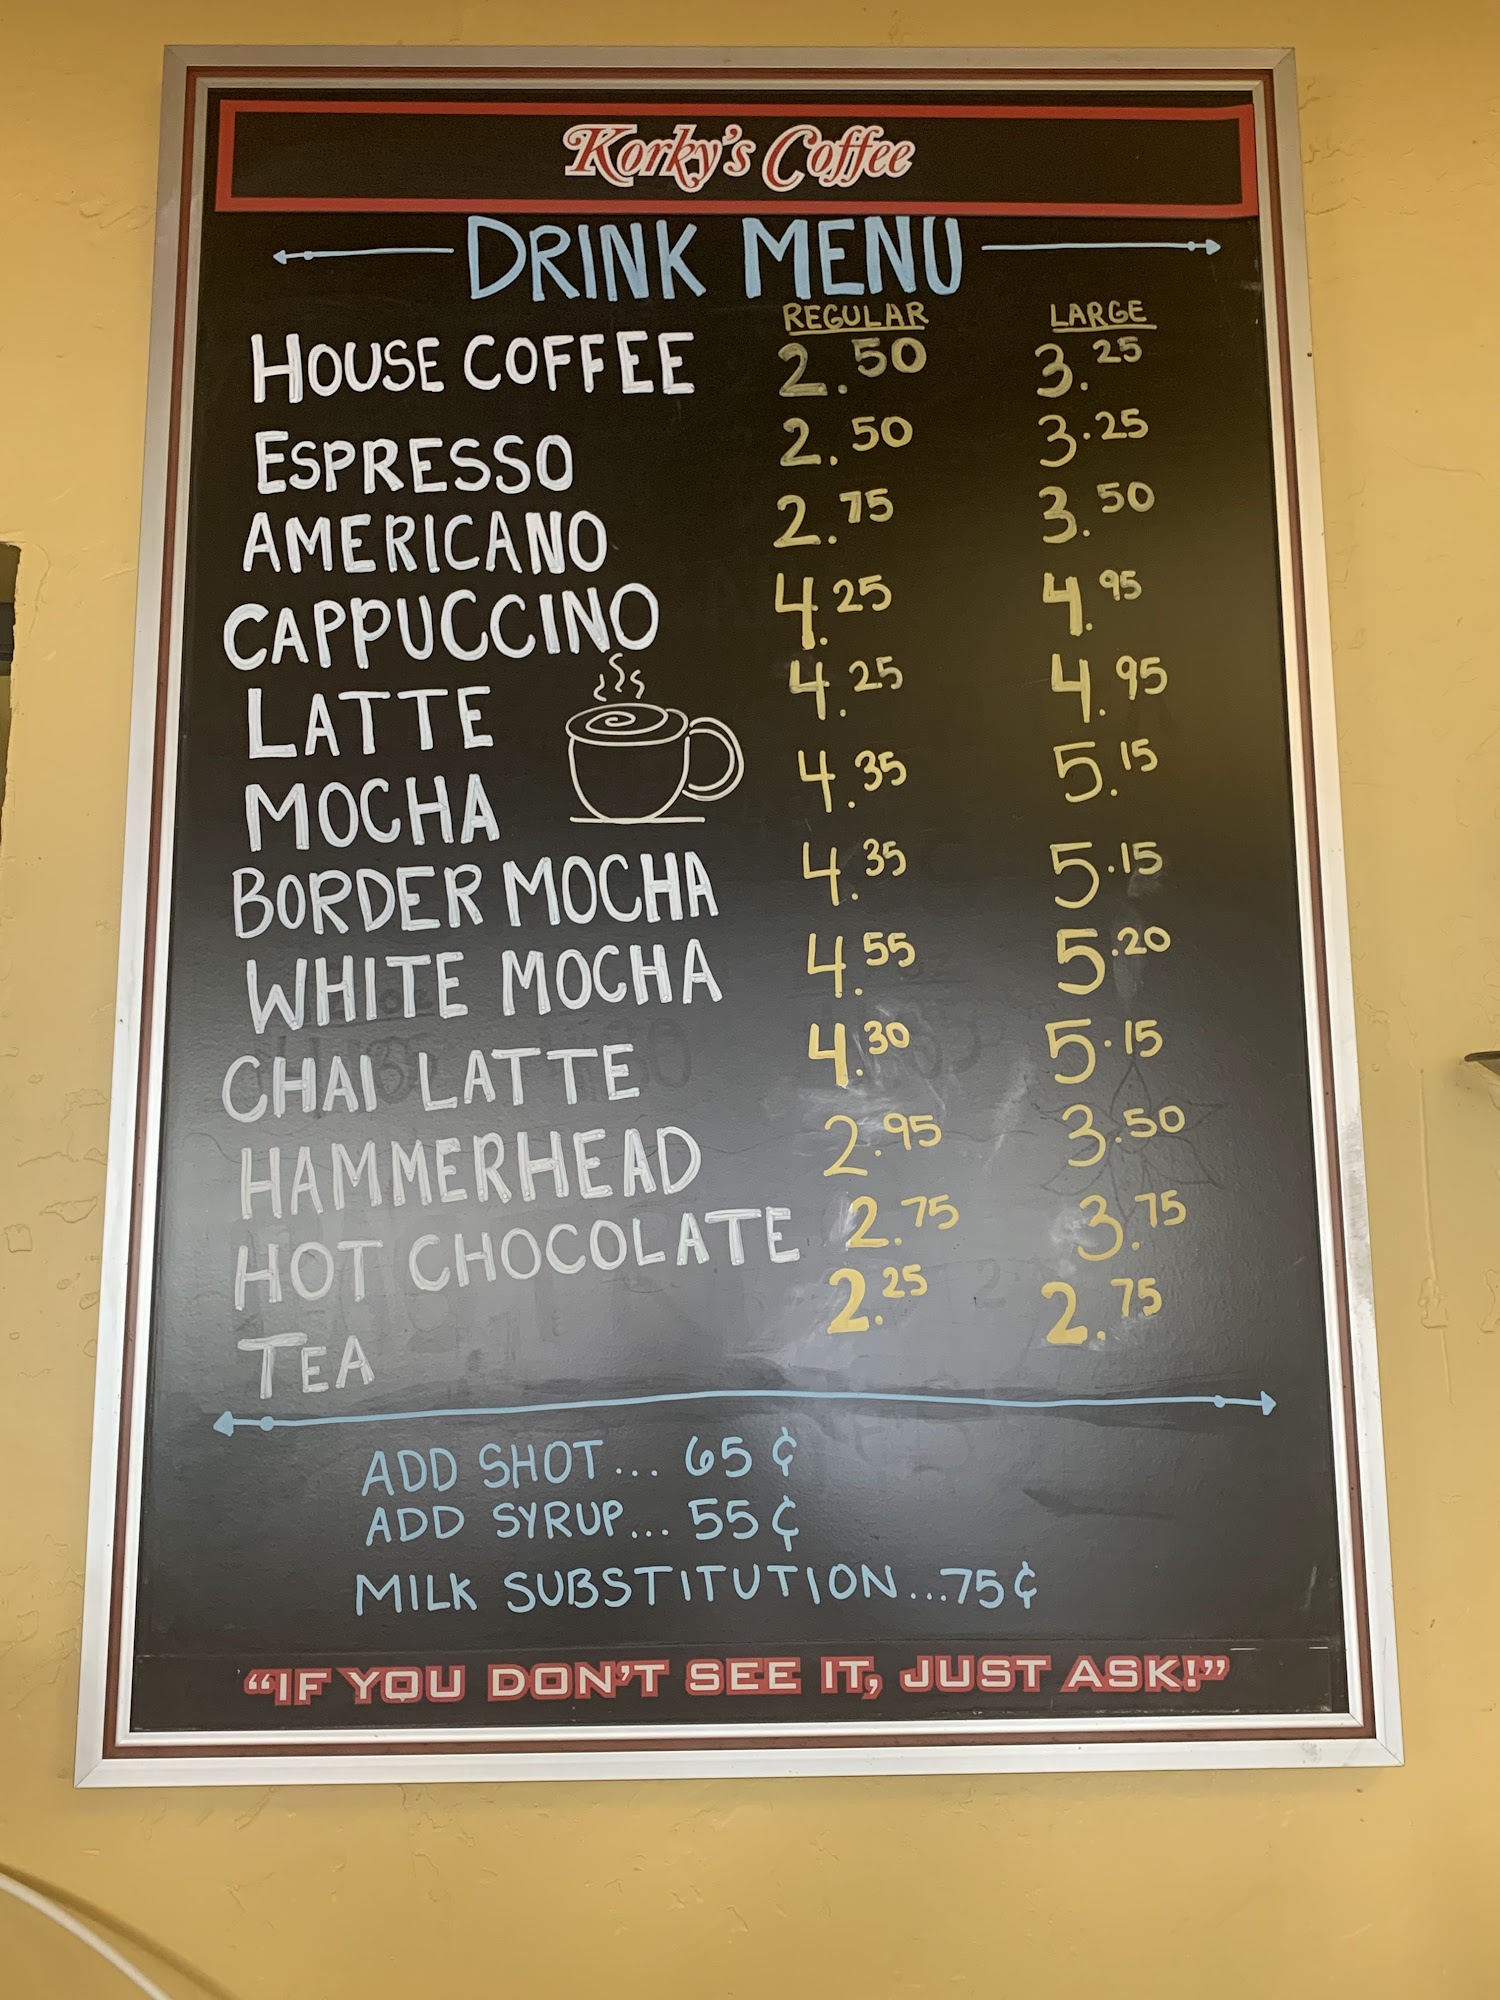 Korky's Coffee
DRINK MENU
REGULAR LARGE
HOUSE COFFEE 2.50 3.25
ESPRESSO 2.50 3.25
AMERICANO 2.75 3.50
CAPPUCCINO 4.25 4.95
LATTE 4.25 4.95
MOCHA 4.35 5.15
BORDER MOCHA 4.35 5.15
WHITE MOCHA 4.55 5.20
CHAI LATTE 4.30 5.15
HAMMERHEAD 2.95 3.50
HOT CHOCOLATE 2.75 3.75
TEA 2.25 2.75
ADD SHOT... 65¢
ADD SYRUP... 55¢
MILK SUBSTITUTION...75¢
“IF YOU DON'T SEE IT, JUST ASK!”